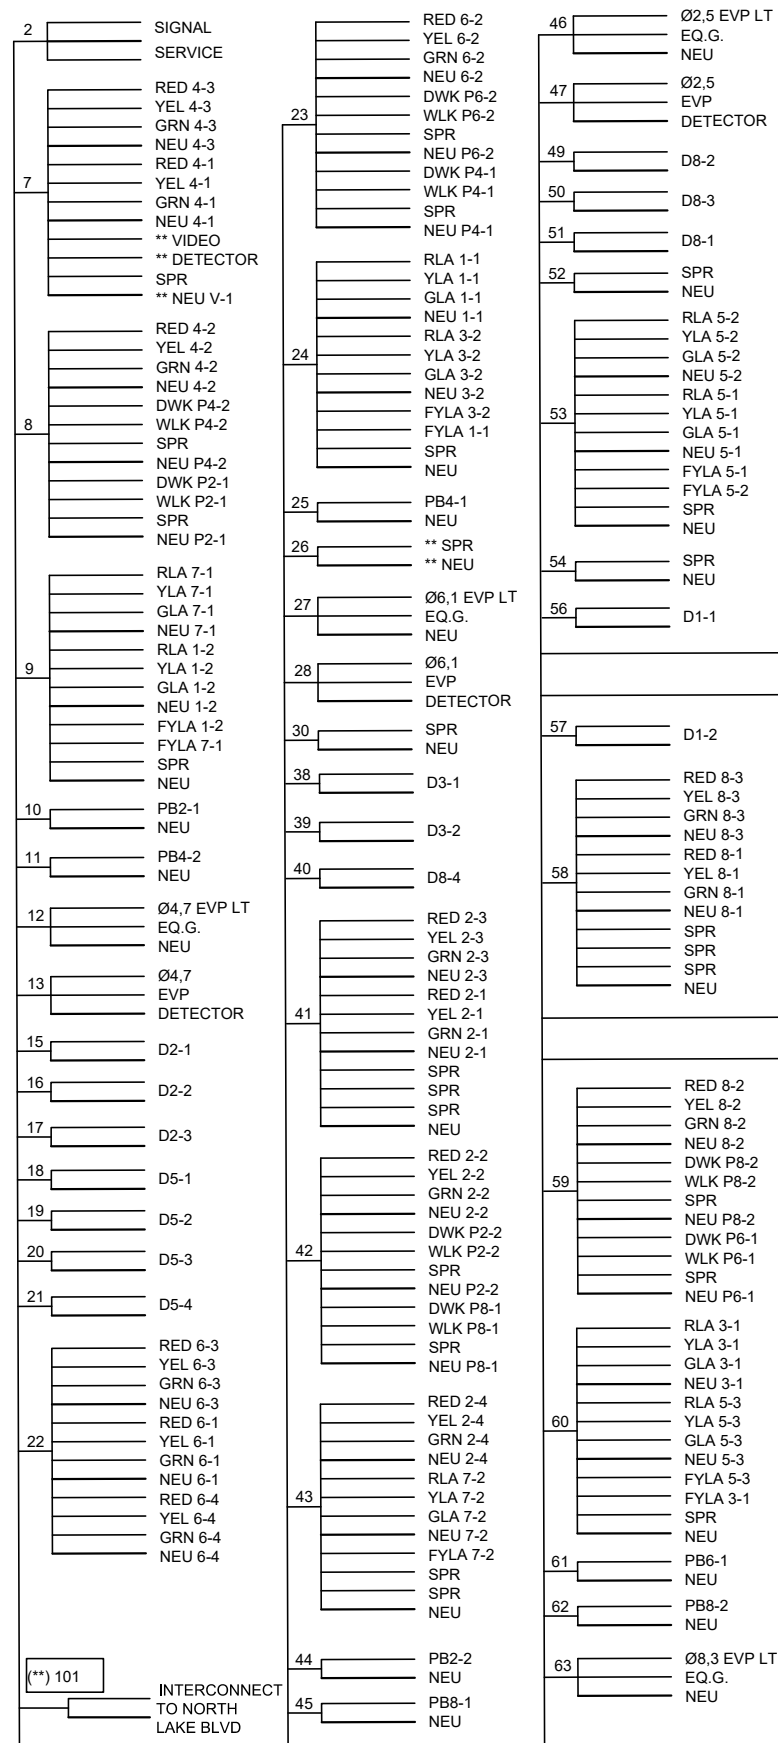 2
SIGNAL
SERVICE
7
RED 4-3
YEL 4-3
GRN 4-3
NEU 4-3
RED 4-1
YEL 4-1
GRN 4-1
NEU 4-1
** VIDEO
** DETECTOR
SPR
** NEU V-1
8
RED 4-2
YEL 4-2
GRN 4-2
NEU 4-2
DWK P4-2
WLK P4-2
SPR
NEU P4-2
DWK P2-1
WLK P2-1
SPR
NEU P2-1
9
RLA 7-1
YLA 7-1
GLA 7-1
NEU 7-1
RLA 1-2
YLA 1-2
GLA 1-2
NEU 1-2
FYLA 1-2
FYLA 7-1
SPR
NEU
10
PB2-1
NEU
11
PB4-2
NEU
12
Ø4,7 EVP LT
EQ.G.
NEU
13
Ø4,7
EVP
DETECTOR
15
D2-1
16
D2-2
17
D2-3
18
D5-1
19
D5-2
20
D5-3
21
D5-4
22
RED 6-3
YEL 6-3
GRN 6-3
NEU 6-3
RED 6-1
YEL 6-1
GRN 6-1
NEU 6-1
RED 6-4
YEL 6-4
GRN 6-4
NEU 6-4
(**) 101
INTERCONNECT
TO NORTH
LAKE BLVD
23
RED 6-2
YEL 6-2
GRN 6-2
NEU 6-2
DWK P6-2
WLK P6-2
SPR
NEU P6-2
DWK P4-1
WLK P4-1
SPR
NEU P4-1
24
RLA 1-1
YLA 1-1
GLA 1-1
NEU 1-1
RLA 3-2
YLA 3-2
GLA 3-2
NEU 3-2
FYLA 3-2
FYLA 1-1
SPR
NEU
25
PB4-1
NEU
26
** SPR
** NEU
27
Ø6,1 EVP LT
EQ.G.
NEU
28
Ø6,1
EVP
DETECTOR
30
SPR
NEU
38
D3-1
39
D3-2
40
D8-4
41
RED 2-3
YEL 2-3
GRN 2-3
NEU 2-3
RED 2-1
YEL 2-1
GRN 2-1
NEU 2-1
SPR
SPR
SPR
NEU
42
RED 2-2
YEL 2-2
GRN 2-2
NEU 2-2
DWK P2-2
WLK P2-2
SPR
NEU P2-2
DWK P8-1
WLK P8-1
SPR
NEU P8-1
43
RED 2-4
YEL 2-4
GRN 2-4
NEU 2-4
RLA 7-2
YLA 7-2
GLA 7-2
NEU 7-2
FYLA 7-2
SPR
SPR
NEU
44
PB2-2
NEU
45
PB8-1
NEU
46
Ø2,5 EVP LT
EQ.G.
NEU
47
Ø2,5
EVP
DETECTOR
49
D8-2
50
D8-3
51
D8-1
52
SPR
NEU
53
RLA 5-2
YLA 5-2
GLA 5-2
NEU 5-2
RLA 5-1
YLA 5-1
GLA 5-1
NEU 5-1
FYLA 5-1
FYLA 5-2
SPR
NEU
54
SPR
NEU
56
D1-1
57
D1-2
58
RED 8-3
YEL 8-3
GRN 8-3
NEU 8-3
RED 8-1
YEL 8-1
GRN 8-1
NEU 8-1
SPR
SPR
SPR
NEU
59
RED 8-2
YEL 8-2
GRN 8-2
NEU 8-2
DWK P8-2
WLK P8-2
SPR
NEU P8-2
DWK P6-1
WLK P6-1
SPR
NEU P6-1
60
RLA 3-1
YLA 3-1
GLA 3-1
NEU 3-1
RLA 5-3
YLA 5-3
GLA 5-3
NEU 5-3
FYLA 5-3
FYLA 3-1
SPR
NEU
61
PB6-1
NEU
62
PB8-2
NEU
63
Ø8,3 EVP LT
EQ.G.
NEU